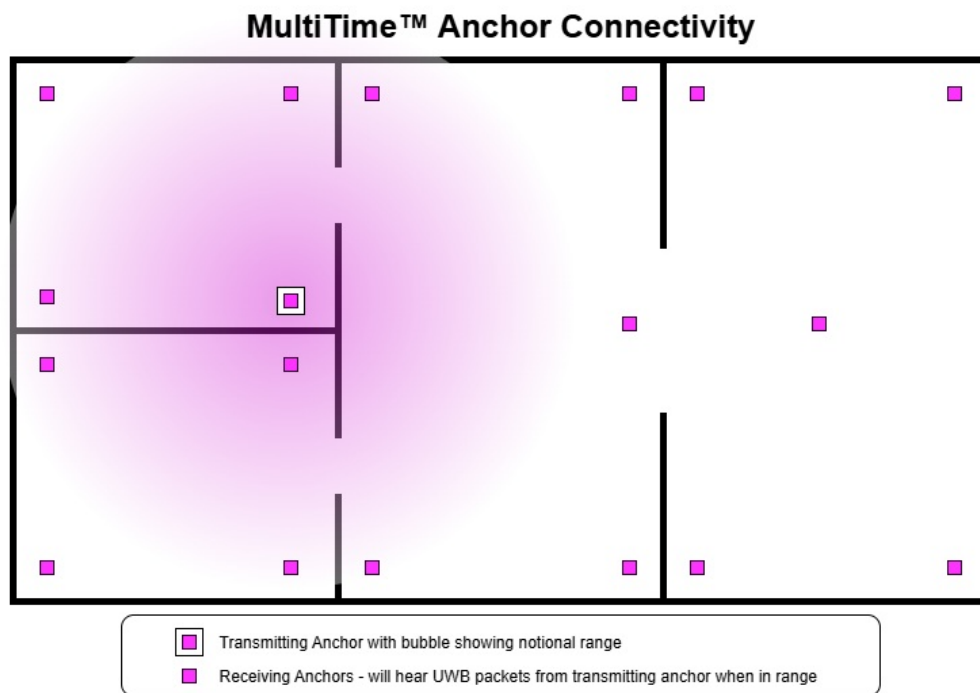 MultiTime™ Anchor Connectivity
Transmitting Anchor with bubble showing notional range
Receiving Anchors - will hear UWB packets from transmitting anchor when in range